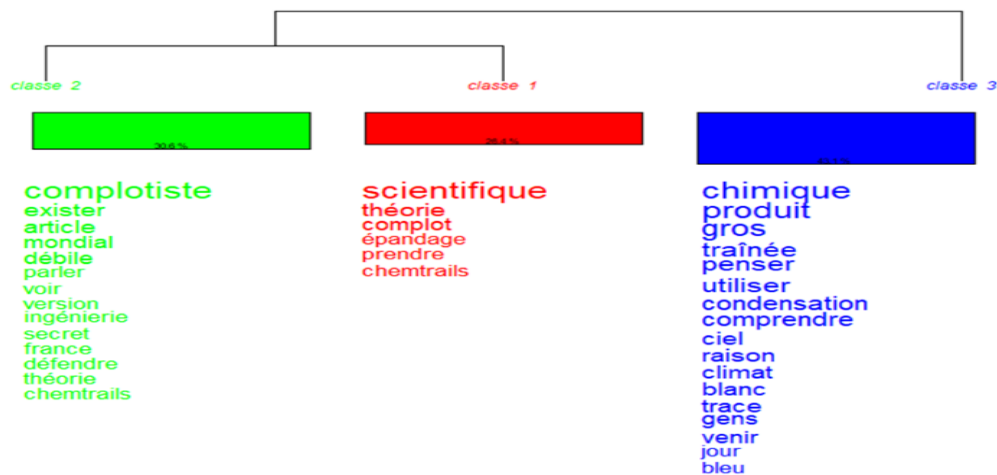 classe 2
classe 1
classe 3
complotiste
exister
article
mondial
débile
parler
voir
version
ingénierie
secret
france
défendre
théorie
chemtrails
scientifique
théorie
complot
épandage
prendre
chemtrails
chimique
produit
gros
traînée
penser
utiliser
condensation
comprendre
ciel
raison
climat
blanc
trace
gens
venir
jour
bleu